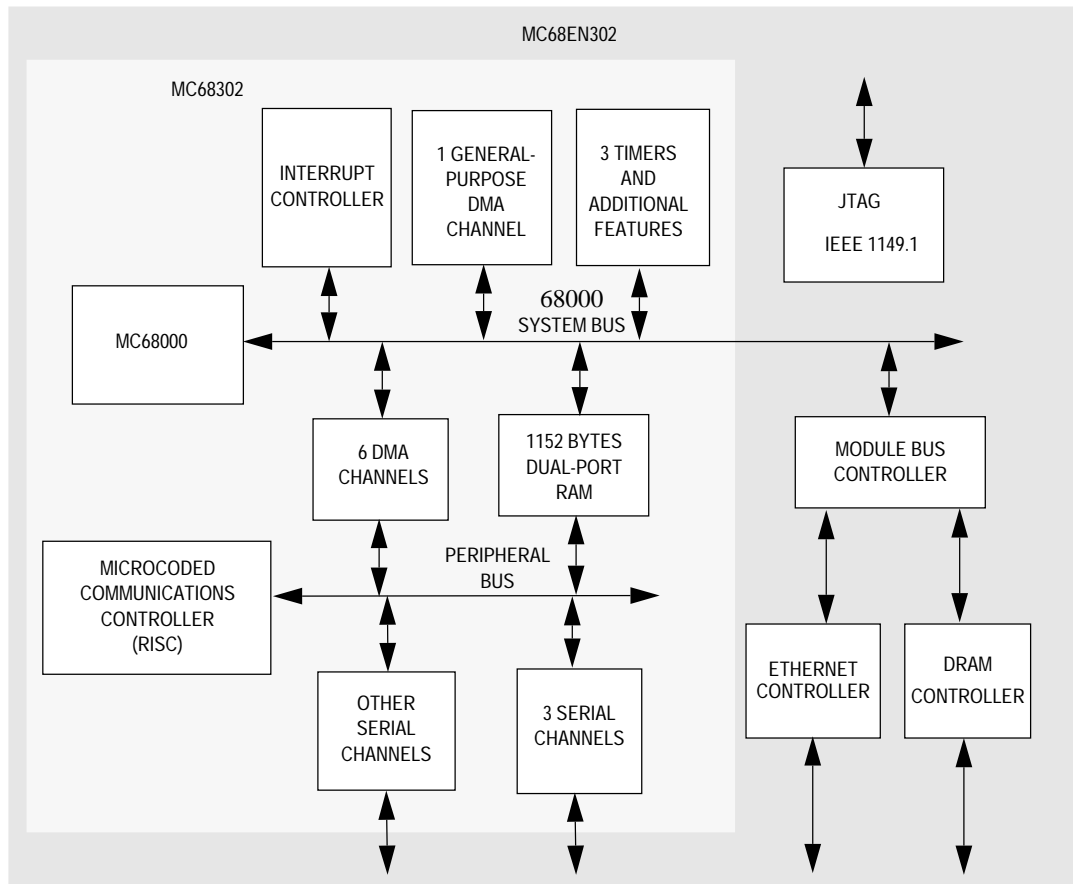 MC68EN302
MC68302
INTERRUPT
CONTROLLER
1 GENERAL-
PURPOSE
DMA
CHANNEL
3 TIMERS
AND
ADDITIONAL
FEATURES
JTAG
IEEE 1149.1
68000
SYSTEM BUS
MC68000
6 DMA
CHANNELS
1152 BYTES
DUAL-PORT
RAM
MODULE BUS
CONTROLLER
PERIPHERAL
BUS
MICROCODED
COMMUNICATIONS
CONTROLLER
(RISC)
OTHER
SERIAL
CHANNELS
3 SERIAL
CHANNELS
ETHERNET
CONTROLLER
DRAM
CONTROLLER